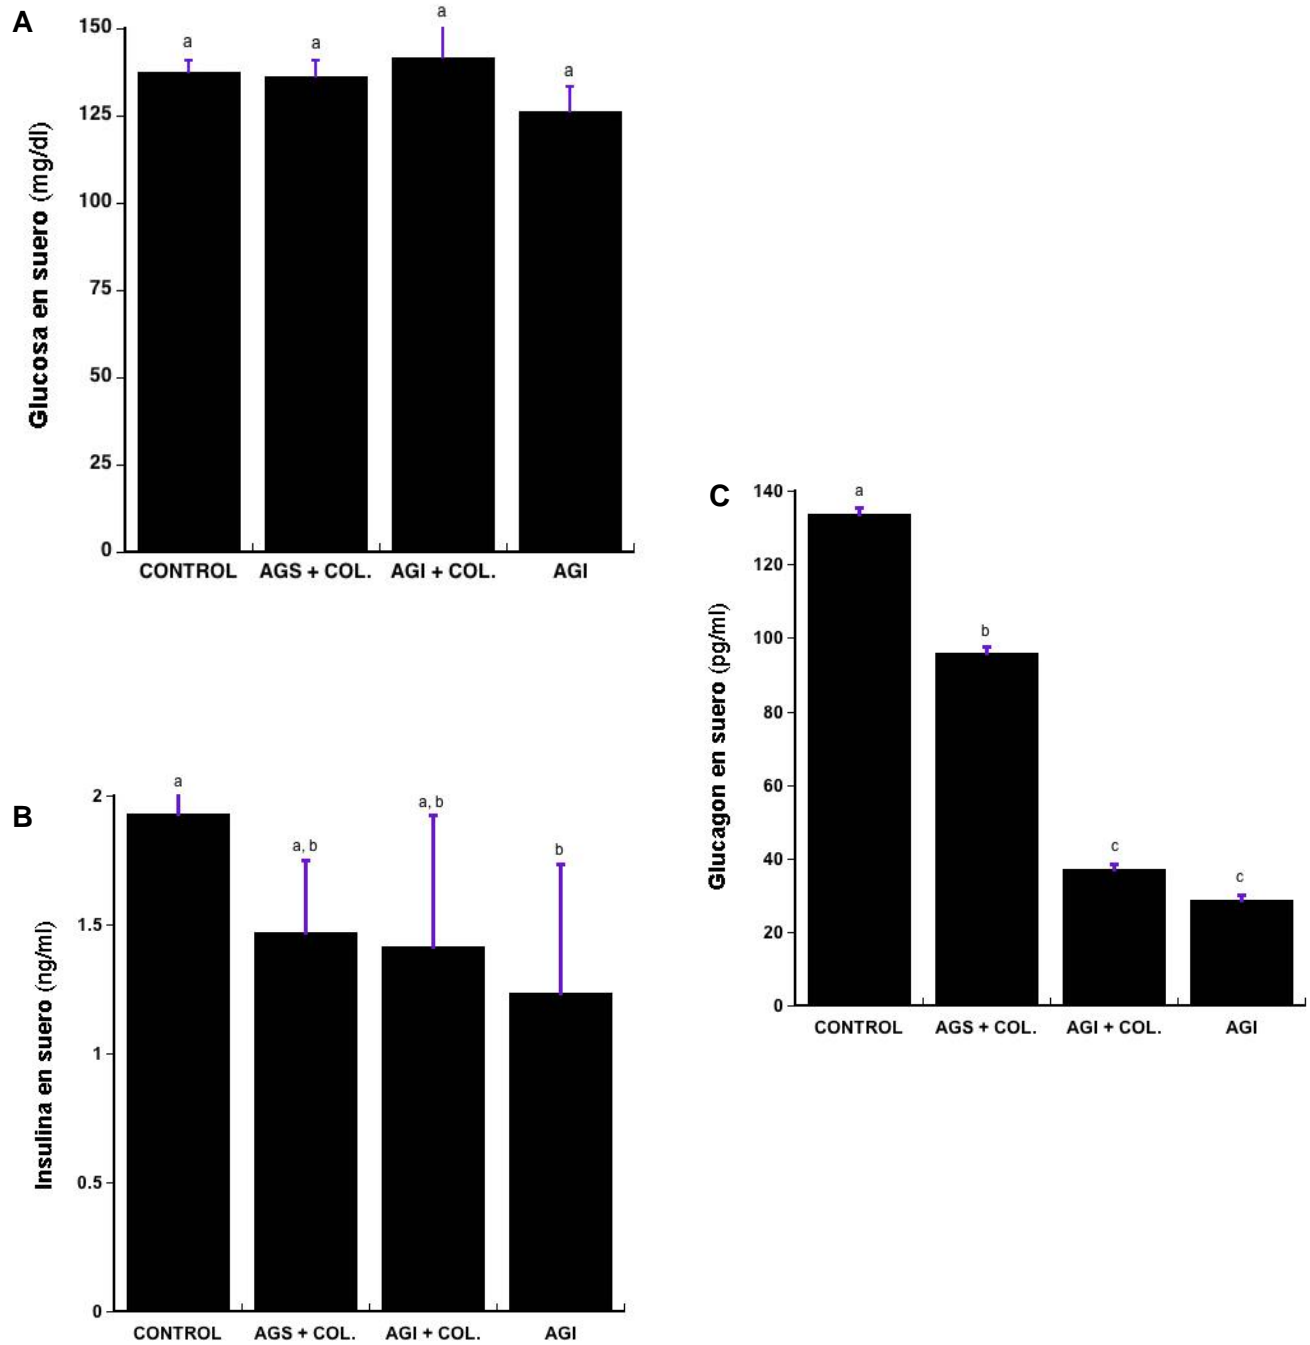 A
Glucosa en suero (mg/dl)
150
125
100
75
50
25
0
a
a
a
a
CONTROL
AGS + COL.
AGI + COL.
AGI
B
Insulina en suero (ng/ml)
2
1.5
1
0.5
0
a
a, b
a, b
b
CONTROL
AGS + COL.
AGI + COL.
AGI
C
Glucagon en suero (pg/ml)
140
120
100
80
60
40
20
0
a
b
c
c
CONTROL
AGS + COL.
AGI + COL.
AGI